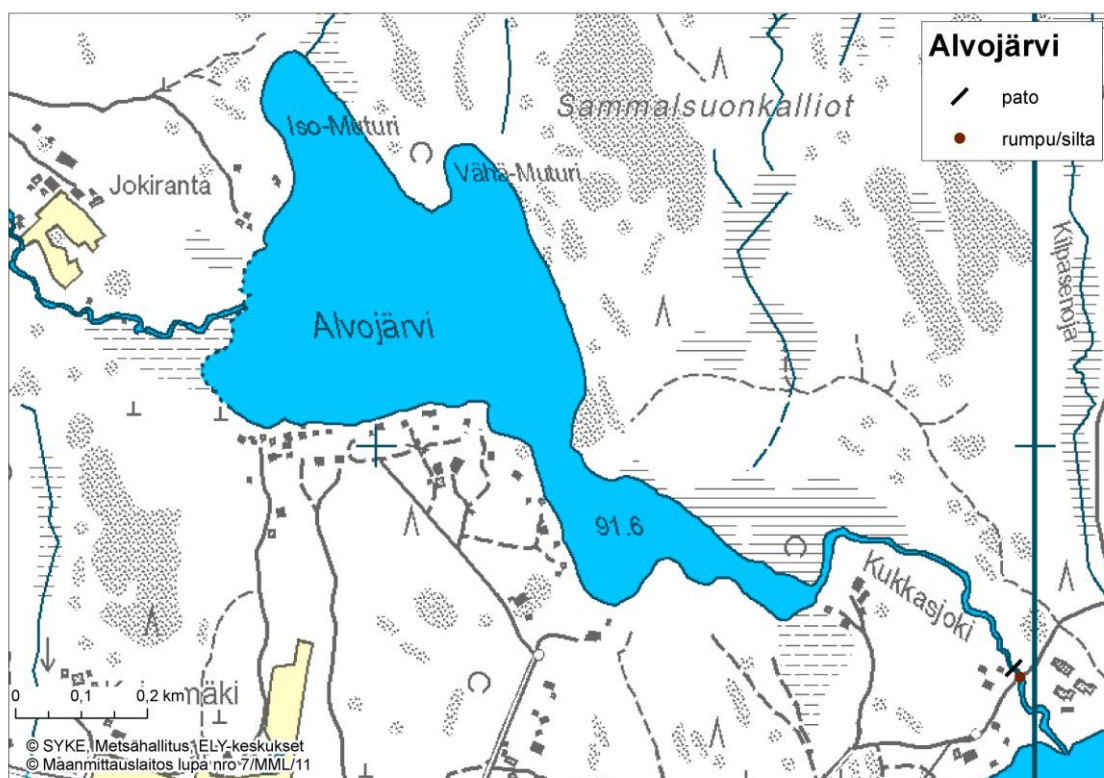 Alvojärvi
pato
rumpu/silta
Sammalsuonkalliot
Iso-Muturi
Vähä-Muturi
Jokiranta
Kilpasenoja
Alvojärvi
91.6
Kukkasjoki
0 0,1 0,2 km
mäki
© SYKE, Metsähallitus, ELY-keskukset
© Maanmittauslaitos lupa nro 7/MML/11